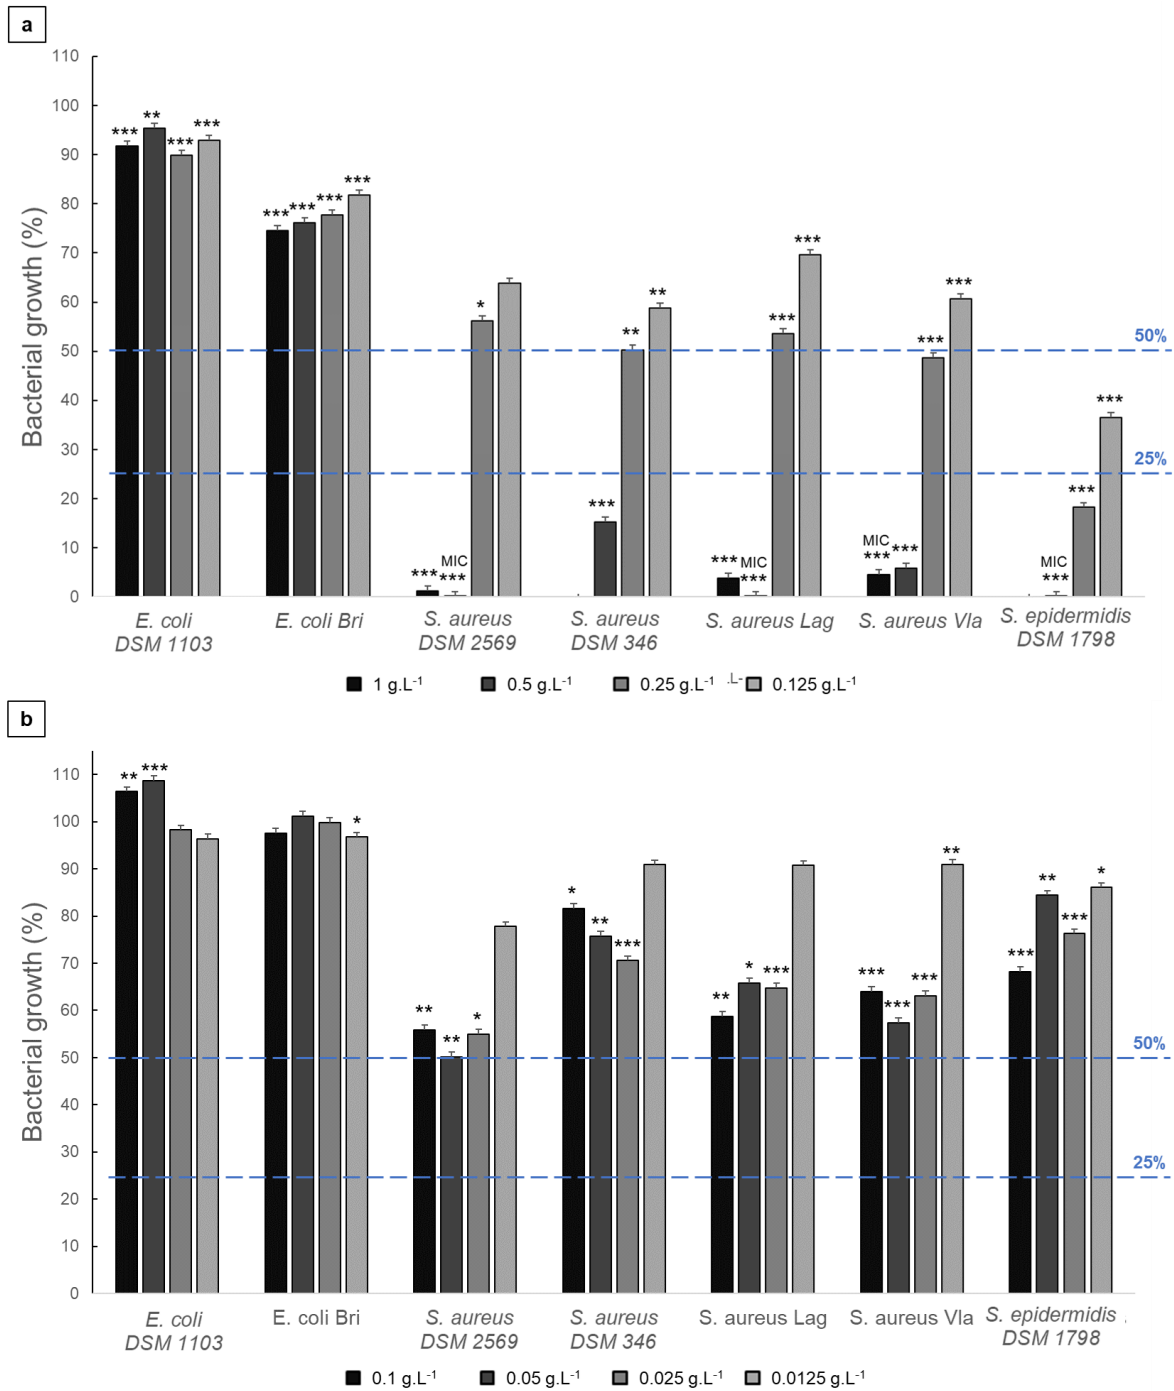 a
110
100
90
80
70
60
50
40
30
20
10
0
Bacterial growth (%)
*** ** *** ***
*** *** *** ***
*** MIC *** *
*** ** **
*** MIC *** *** ***
MIC *** *** *** ***
MIC *** *** ***
50%
25%
E. coli DSM 1103
E. coli Bri
S. aureus DSM 2569
S. aureus DSM 346
S. aureus Lag
S. aureus Vla
S. epidermidis DSM 1798
1 g.L-1 0.5 g.L-1 0.25 g.L-1 .L- 0.125 g.L-1
b
110
100
90
80
70
60
50
40
30
20
10
0
Bacterial growth (%)
** ***
*
** ** *
* ** ***
** * ***
*** *** *** **
*** ** *** *
50%
25%
E. coli DSM 1103
E. coli Bri
S. aureus DSM 2569
S. aureus DSM 346
S. aureus Lag
S. aureus Vla
S. epidermidis . DSM 1798
0.1 g.L-1 0.05 g.L-1 0.025 g.L-1 0.0125 g.L-1